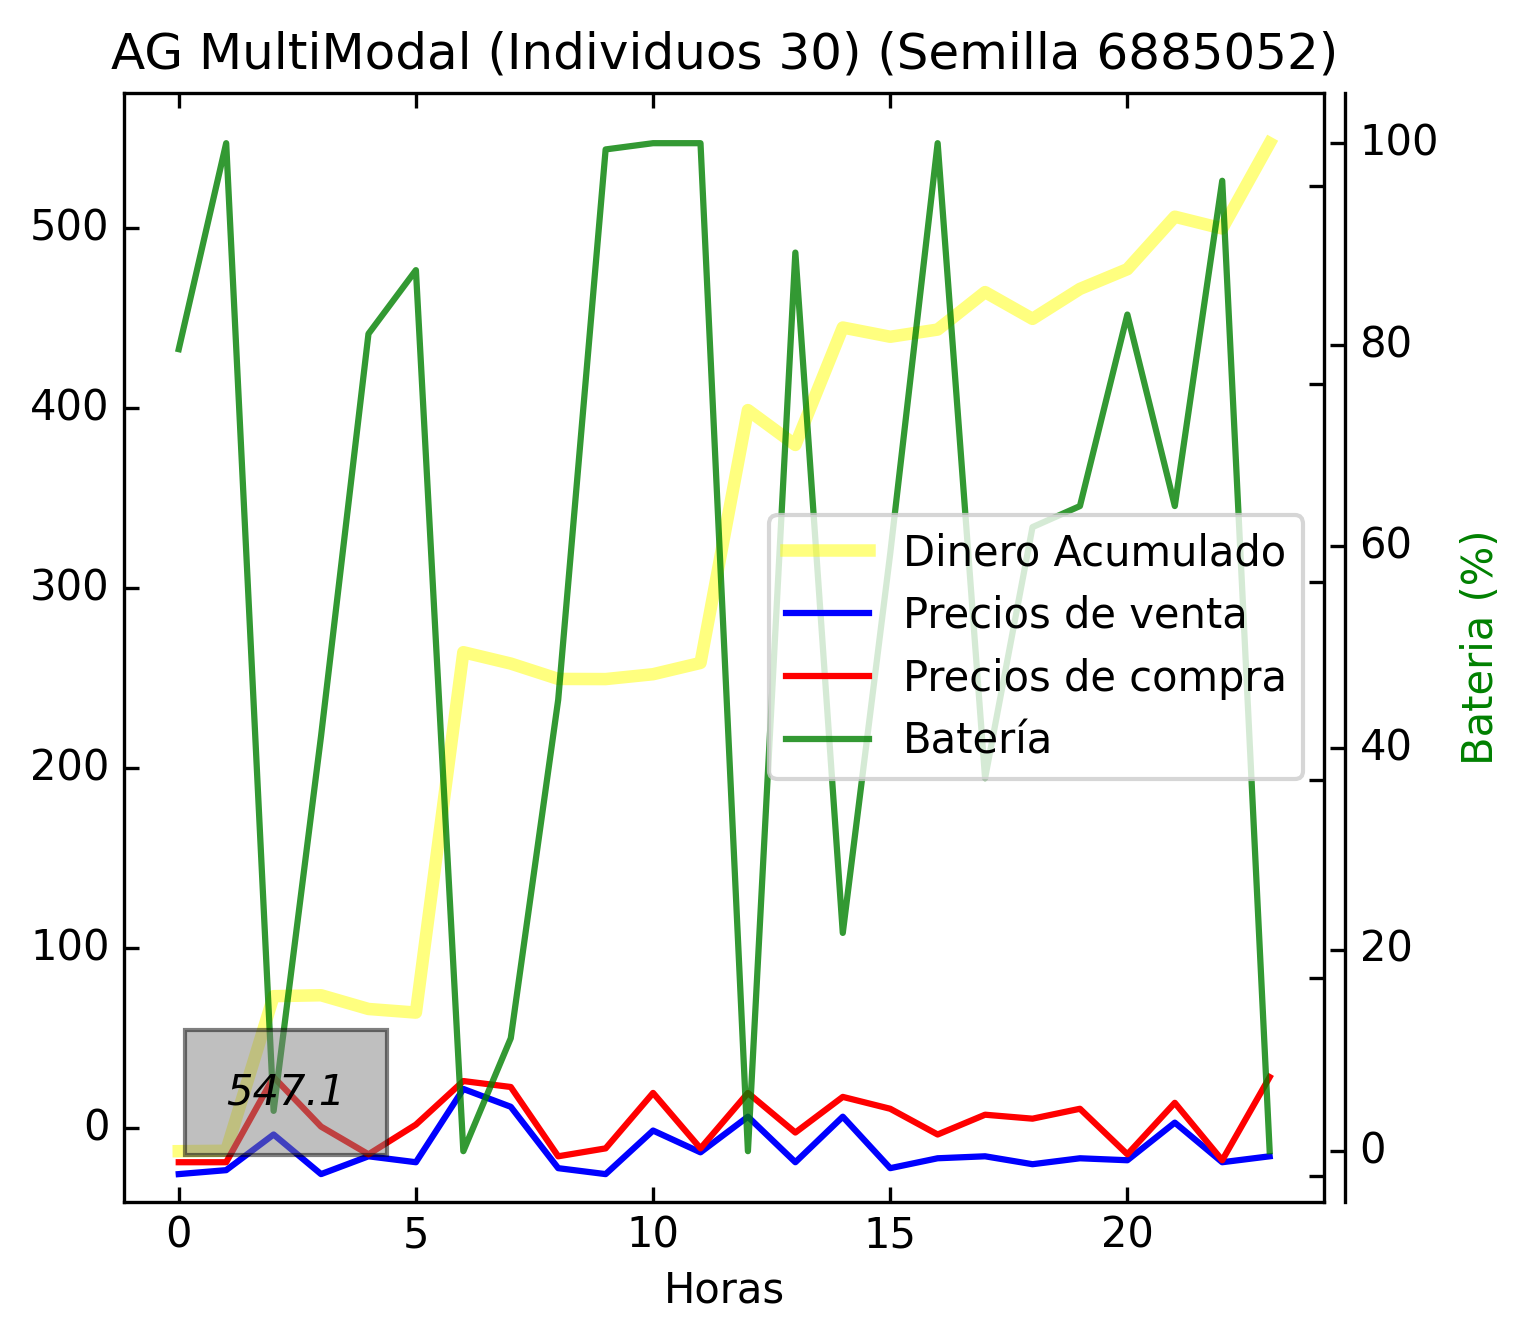 AG MultiModal (Individuos 30) (Semilla 6885052)
500
400
300
200
100
0
547.1
0
5
10
15
20
Horas
Dinero Acumulado
Precios de venta
Precios de compra
Batería
100
80
60
40
20
0
Bateria (%)